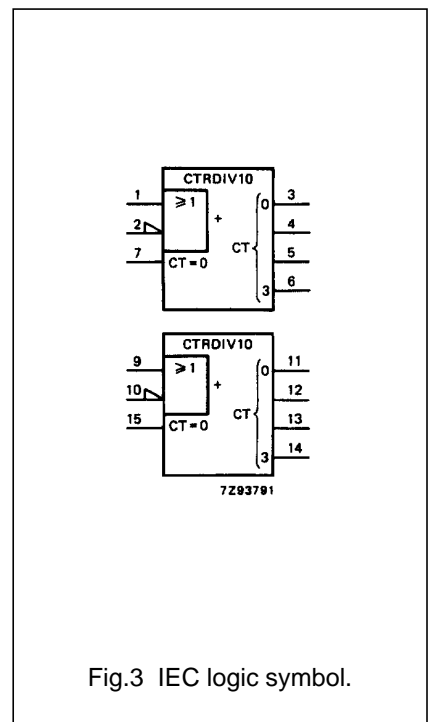 CTRDIV10
1 ≥1 0 3
2 + 4
7 CT=0 CT 5
3 6
CTRDIV10
9 ≥1 0 11
10 + 12
15 CT=0 CT 13
3 14
7Z93791
Fig.3 IEC logic symbol.